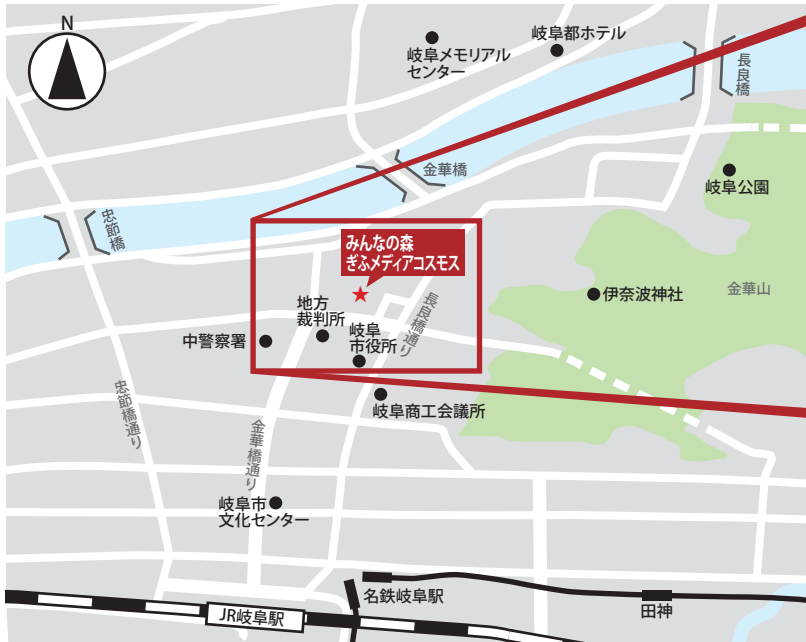 N
岐阜メモリアル
センター
岐阜都ホテル
長良橋
金華橋
岐阜公園
忠節橋
みんなの森
ぎふメディアコスモス
伊奈波神社
金華山
地方
裁判所
長良橋通り
中警察署
岐阜
市役所
岐阜商工会議所
忠節橋通り
金華橋通り
岐阜市
文化センター
名鉄岐阜駅
田神
JR岐阜駅